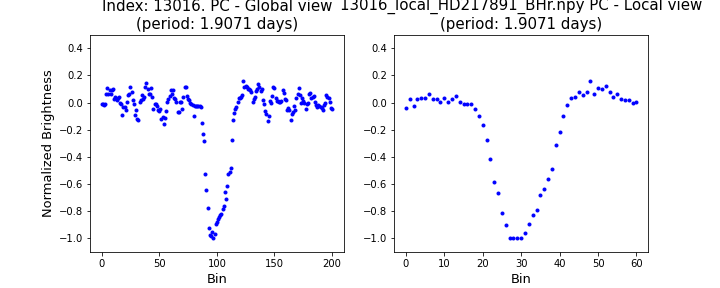 Index: 13016. PC - Global view
(period: 1.9071 days)
13016_local_HD217891_BHr.npy PC - Local view
(period: 1.9071 days)
Normalized Brightness
0.4
0.2
0.0
−0.2
−0.4
−0.6
−0.8
−1.0
0 50 100 150 200
Bin
0.4
0.2
0.0
−0.2
−0.4
−0.6
−0.8
−1.0
0 10 20 30 40 50 60
Bin